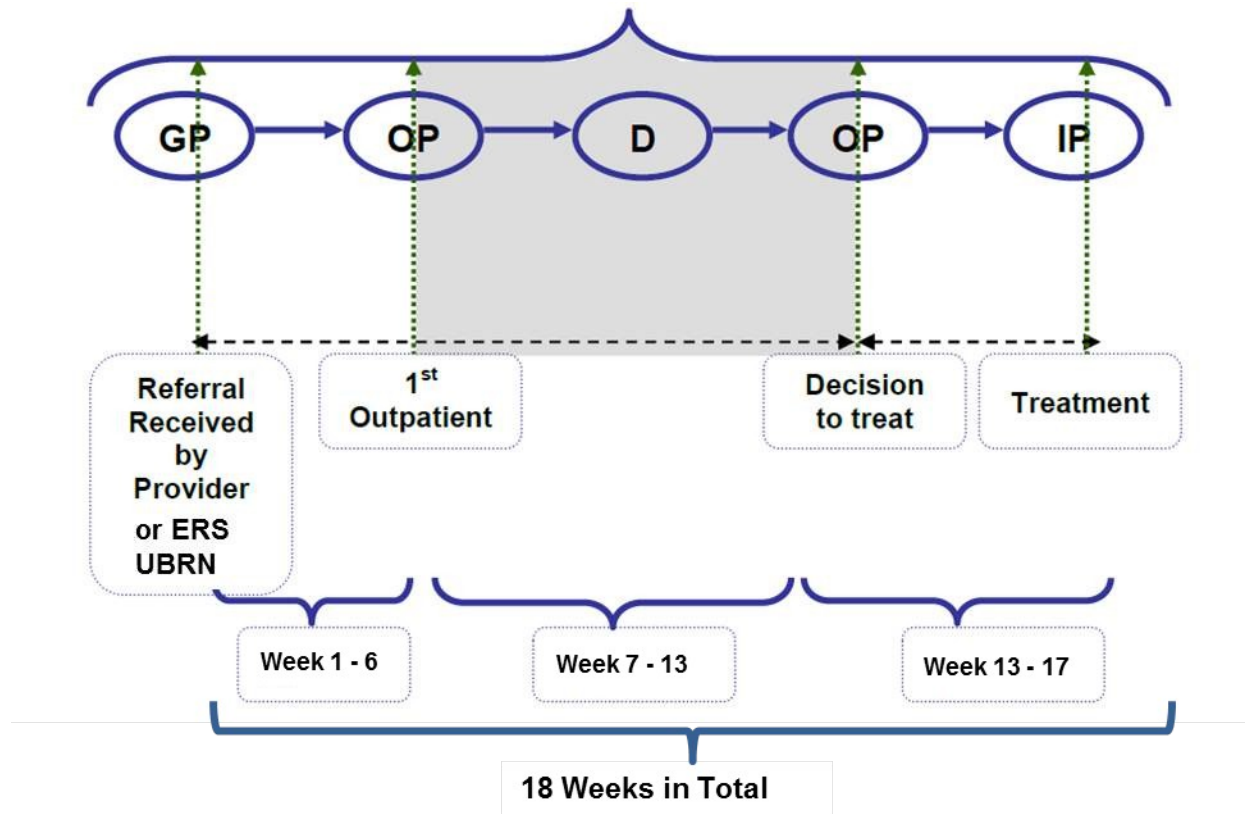 GP
OP
D
OP
IP
Referral
Received
by
Provider
or ERS
UBRN
1st
Outpatient
Decision
to treat
Treatment
Week 1 - 6
Week 7 - 13
Week 13 - 17
18 Weeks in Total